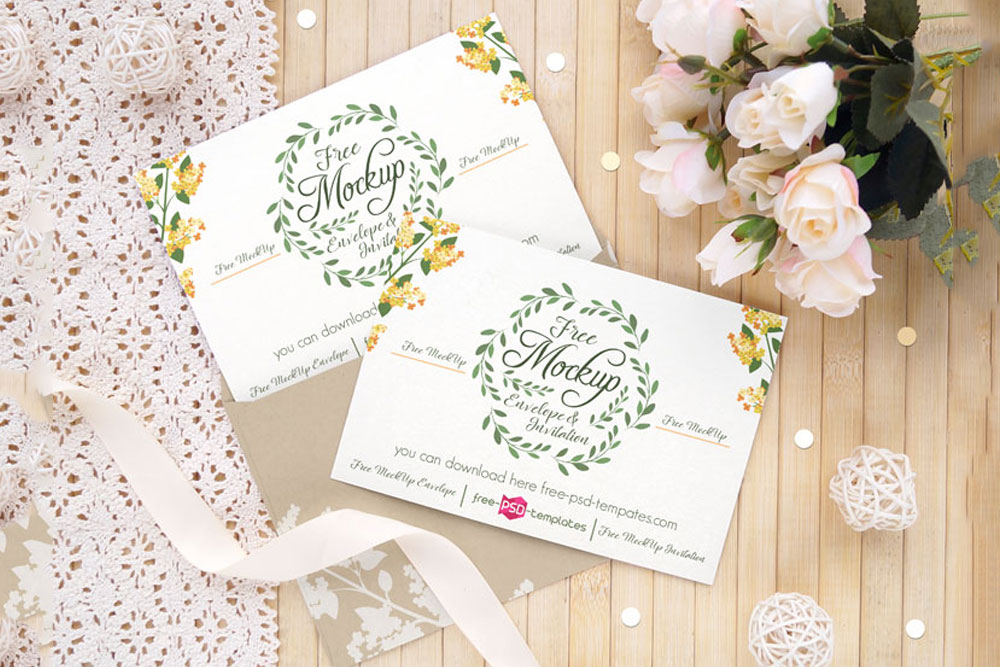 Free
Mockup
Envelope &
Invita
Free MockUp
Free MockUp
you can download
om
Free MockUp Envelope
Invitation
Free
Mockup
Envelope &
Invitation
Free MockUp
Free MockUp
you can download here free-psd-tempates.com
Free MockUp Envelope | free-PSD-templates | Free MockUp Invitation